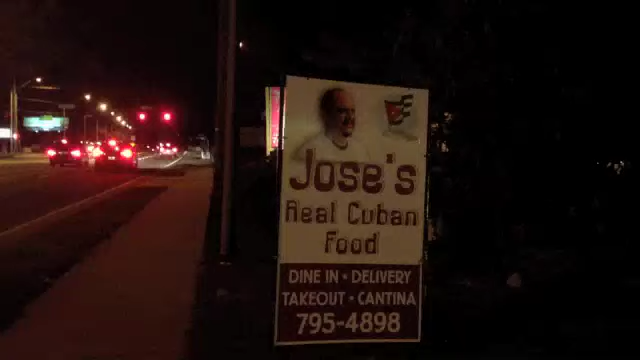 Jose's
Real Cuban
Food
DINE IN • DELIVERY
TAKEOUT • CANTINA
795-4898